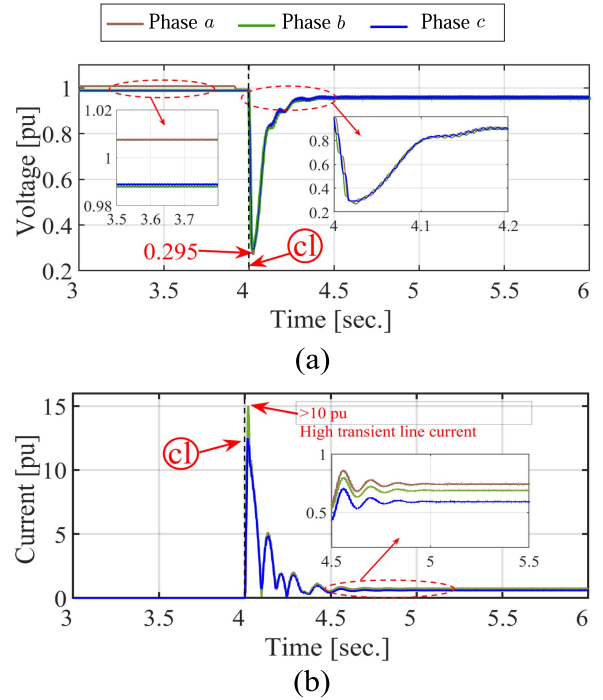 Phase a Phase b Phase c
Voltage [pu]
1
0.8
0.6
0.4
0.2
1.02
1
0.98
3.5 3.6 3.7
0.8
0.6
0.4
0.2
4 4.1 4.2
0.295
cl
3 3.5 4 4.5 5 5.5 6
Time [sec.]
(a)
Current [pu]
15
10
5
0
>10 pu
High transient line current
cl
1
0.5
4.5 5 5.5
3 3.5 4 4.5 5 5.5 6
Time [sec.]
(b)